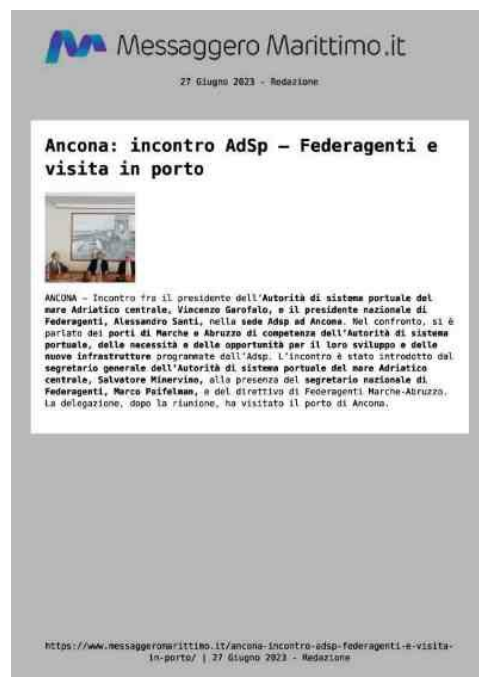 Messaggero Marittimo.it
27 Giugno 2023 - Redazione
Ancona: incontro AdSp – Federagenti e
visita in porto
ANCONA – Incontro fra il presidente dell'Autorità di sistema portuale del
mare Adriatico centrale, Vincenzo Garofalo, e il presidente nazionale di
Federagenti, Alessandro Santi, nella sede Adsp ad Ancona. Nel confronto, si è
parlato dei porti di Marche e Abruzzo di competenza dell'Autorità di sistema
portuale, delle necessità e delle opportunità per il loro sviluppo e delle
nuove infrastrutture programmate dall'Adsp. L'incontro è stato introdotto dal
segretario generale dell'Autorità di sistema portuale del mare Adriatico
centrale, Salvatore Minervino, alla presenza del segretario nazionale di
Federagenti, Marco Paifelman, e del direttivo di Federagenti Marche-Abruzzo.
La delegazione, dopo la riunione, ha visitato il porto di Ancona.
https://www.messaggeromarittimo.it/ancona-incontro-adsp-federagenti-e-visita-
in-porto/ | 27 Giugno 2023 - Redazione